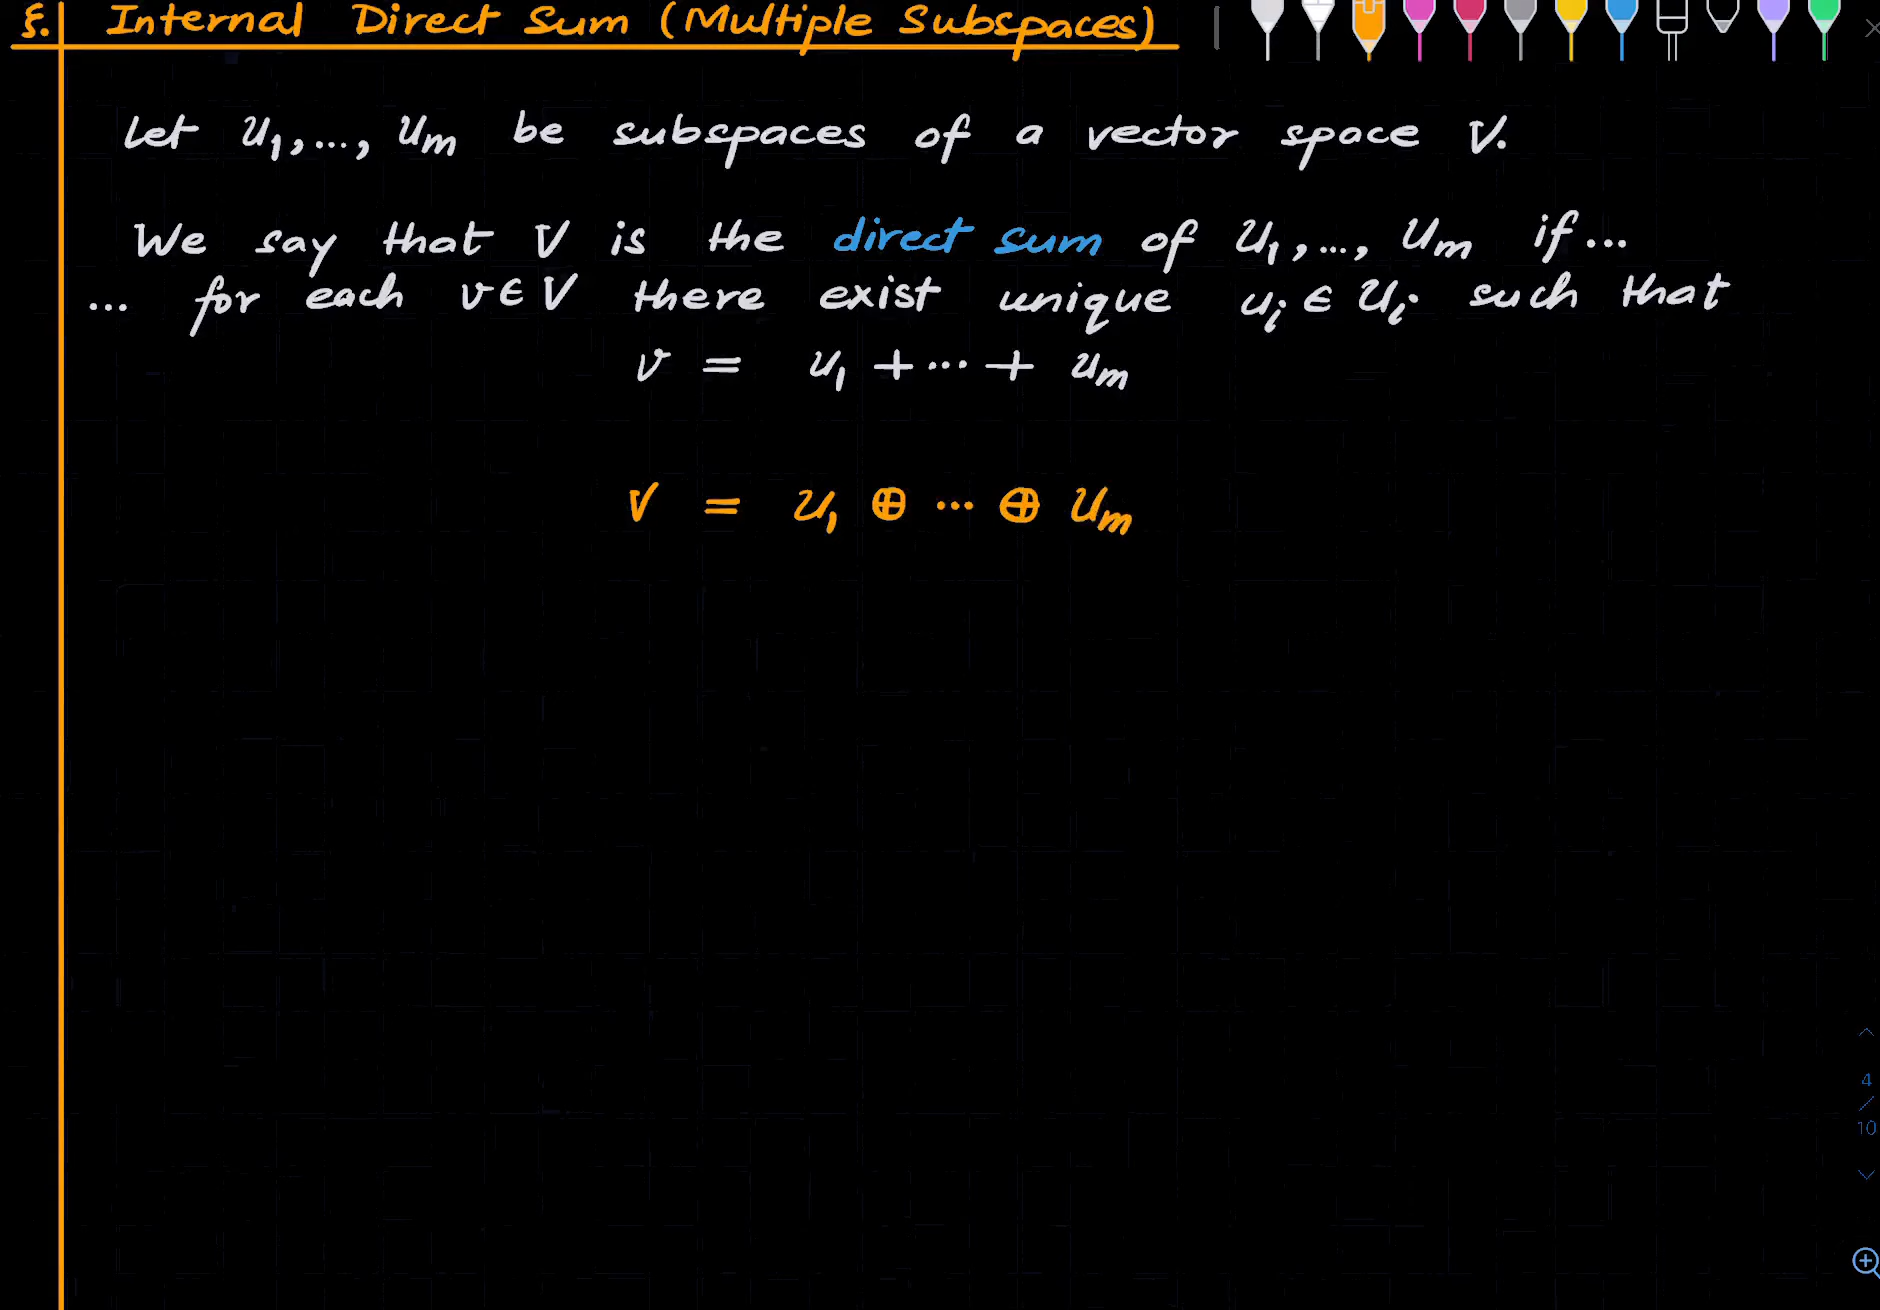 §. Internal Direct Sum (Multiple Subspaces)
Let U₁, ..., Uₘ be subspaces of a vector space V.
We say that V is the direct sum of U₁, ..., Uₘ if ...
... for each v ∈ V there exist unique uᵢ ∈ Uᵢ such that
v = u₁ + ··· + uₘ
V = U₁ ⊕ ··· ⊕ Uₘ
4
/
10